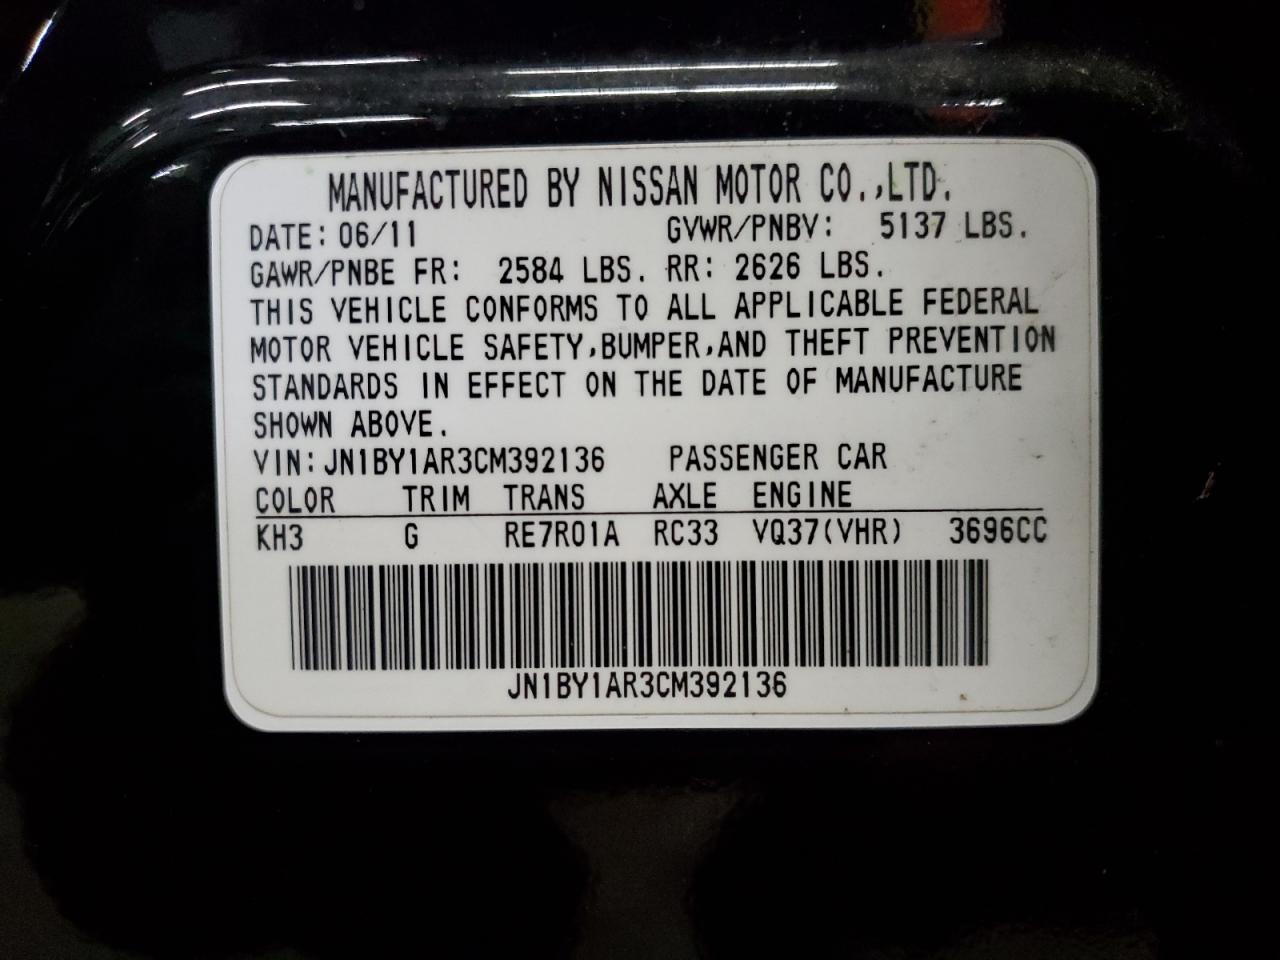 MANUFACTURED BY NISSAN MOTOR CO.,LTD.
DATE: 06/11 GVWR/PNBV: 5137 LBS.
GAWR/PNBE FR: 2584 LBS. RR: 2626 LBS.
THIS VEHICLE CONFORMS TO ALL APPLICABLE FEDERAL
MOTOR VEHICLE SAFETY,BUMPER,AND THEFT PREVENTION
STANDARDS IN EFFECT ON THE DATE OF MANUFACTURE
SHOWN ABOVE.
VIN: JN1BY1AR3CM392136 PASSENGER CAR
COLOR TRIM TRANS AXLE ENGINE
KH3 G RE7R01A RC33 VQ37(VHR) 3696CC
JN1BY1AR3CM392136